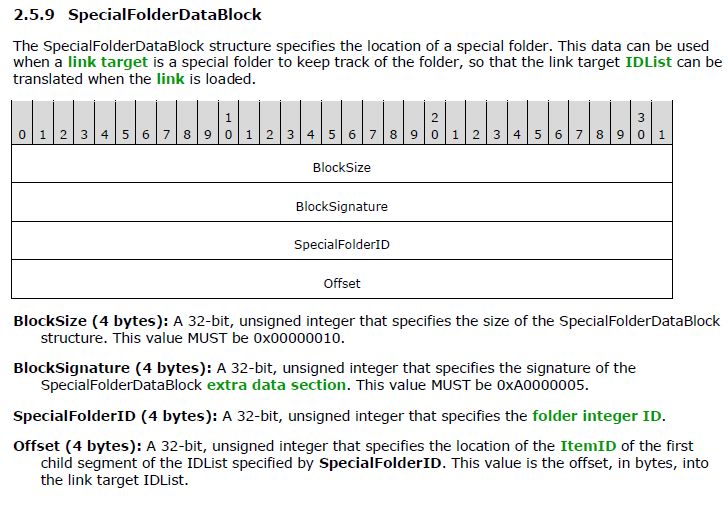 2.5.9 SpecialFolderDataBlock
The SpecialFolderDataBlock structure specifies the location of a special folder. This data can be used
when a link target is a special folder to keep track of the folder, so that the link target IDList can be
translated when the link is loaded.
1 2 3
0 1 2 3 4 5 6 7 8 9 0 1 2 3 4 5 6 7 8 9 0 1 2 3 4 5 6 7 8 9 0 1
BlockSize
BlockSignature
SpecialFolderID
Offset
BlockSize (4 bytes): A 32-bit, unsigned integer that specifies the size of the SpecialFolderDataBlock
structure. This value MUST be 0x00000010.
BlockSignature (4 bytes): A 32-bit, unsigned integer that specifies the signature of the
SpecialFolderDataBlock extra data section. This value MUST be 0xA0000005.
SpecialFolderID (4 bytes): A 32-bit, unsigned integer that specifies the folder integer ID.
Offset (4 bytes): A 32-bit, unsigned integer that specifies the location of the ItemID of the first
child segment of the IDList specified by SpecialFolderID. This value is the offset, in bytes, into
the link target IDList.